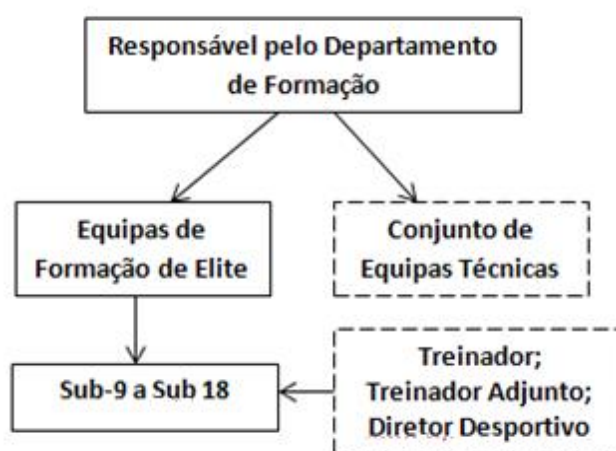 Responsável pelo Departamento
de Formação
Equipas de
Formação de Elite
Conjunto de
Equipas Técnicas
Sub-9 a Sub 18
Treinador;
Treinador Adjunto;
Diretor Desportivo